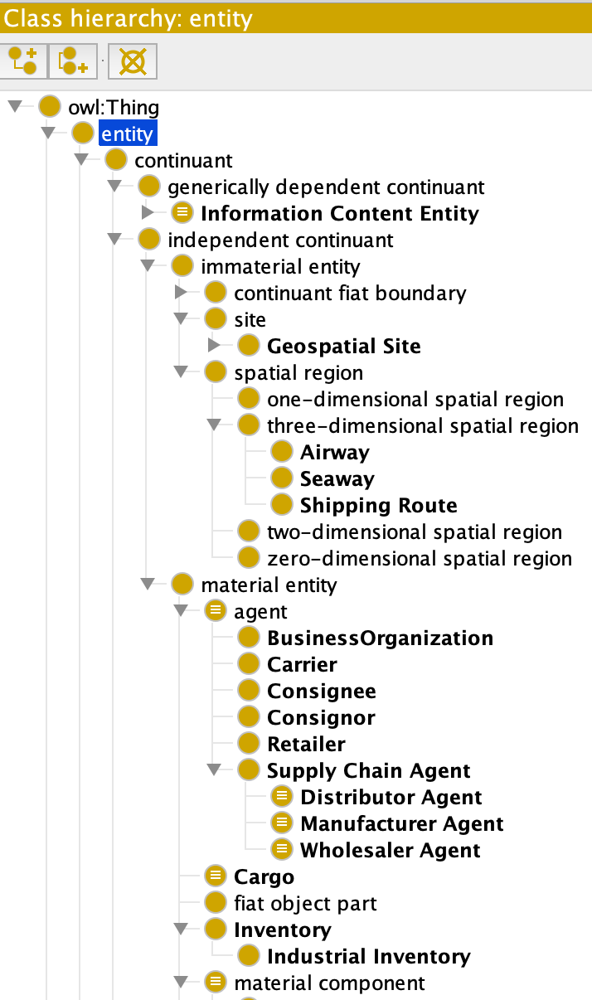 Class hierarchy: entity
owl:Thing
entity
continuant
generically dependent continuant
Information Content Entity
independent continuant
immaterial entity
continuant fiat boundary
site
Geospatial Site
spatial region
one-dimensional spatial region
three-dimensional spatial region
Airway
Seaway
Shipping Route
two-dimensional spatial region
zero-dimensional spatial region
material entity
agent
BusinessOrganization
Carrier
Consignee
Consignor
Retailer
Supply Chain Agent
Distributor Agent
Manufacturer Agent
Wholesaler Agent
Cargo
fiat object part
Inventory
Industrial Inventory
material component